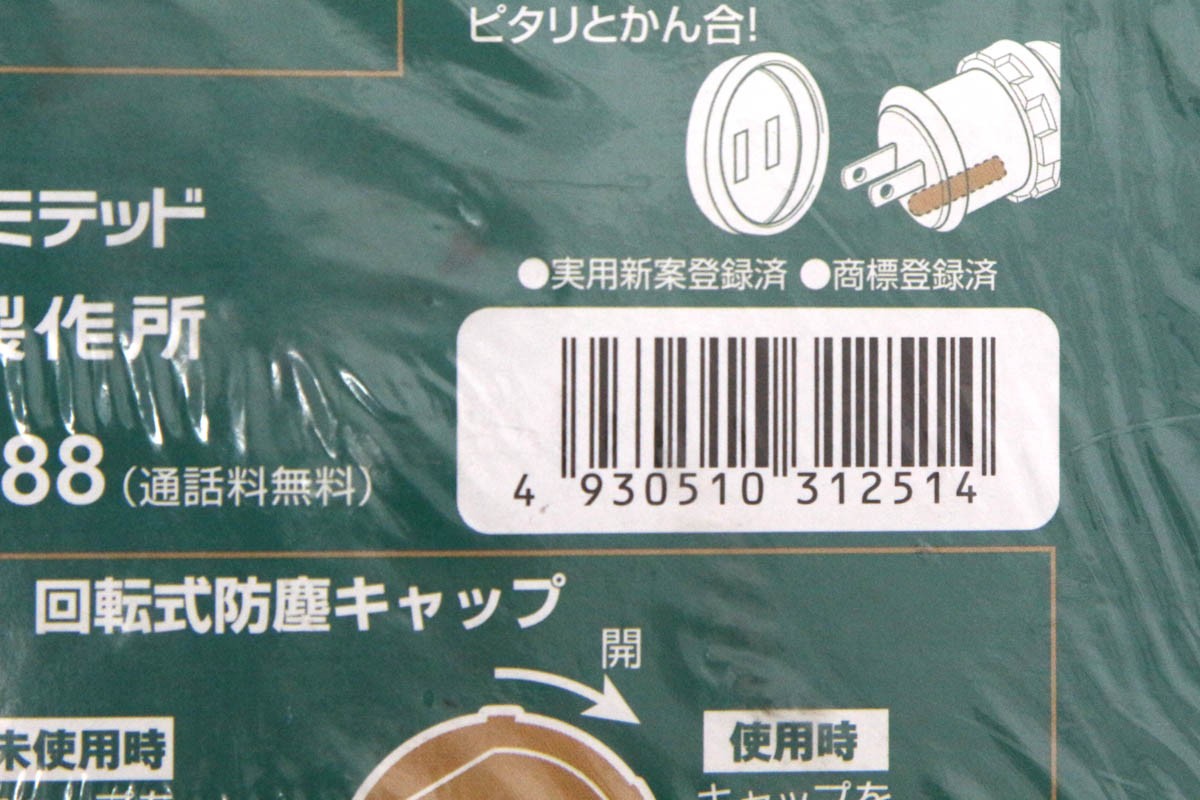 ピタリとかん合!
ミテッド
●実用新案登録済 ●商標登録済
製作所
88（通話料無料）
4 930510 312514
回転式防塵キャップ
開
未使用時
使用時
キャップを